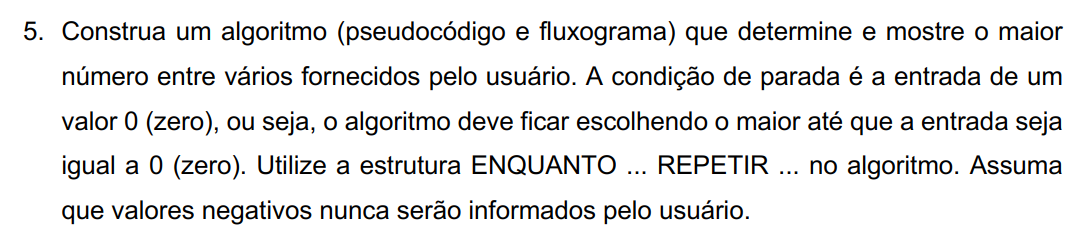 5. Construa um algoritmo (pseudocódigo e fluxograma) que determine e mostre o maior
número entre vários fornecidos pelo usuário. A condição de parada é a entrada de um
valor 0 (zero), ou seja, o algoritmo deve ficar escolhendo o maior até que a entrada seja
igual a 0 (zero). Utilize a estrutura ENQUANTO ... REPETIR ... no algoritmo. Assuma
que valores negativos nunca serão informados pelo usuário.